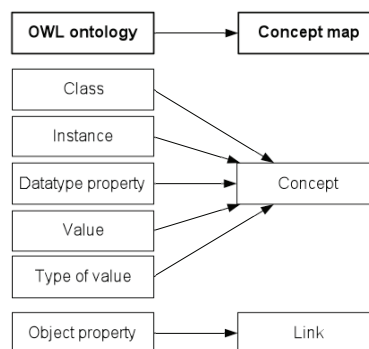 OWL ontology
Concept map
Class
Instance
Datatype property
Concept
Value
Type of value
Object property
Link